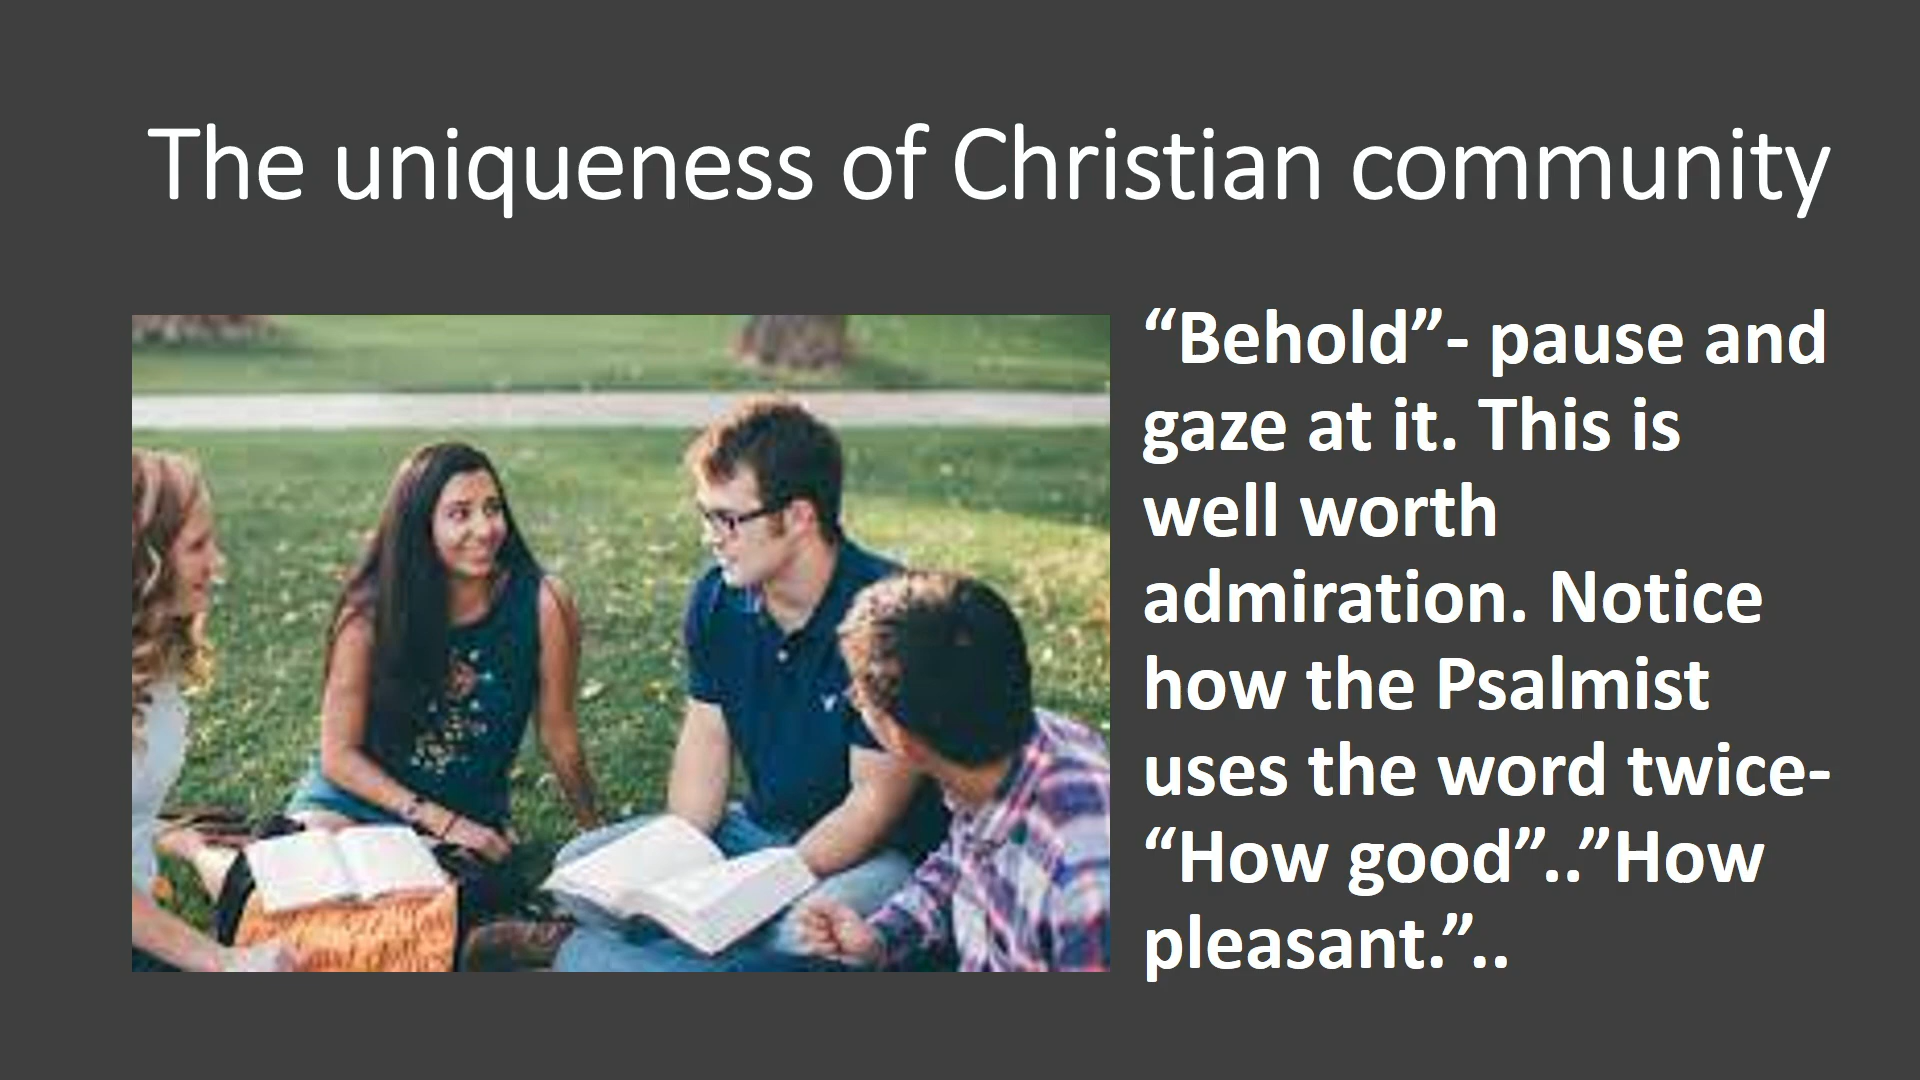 The uniqueness of Christian community
“Behold”- pause and
gaze at it. This is
well worth
admiration. Notice
how the Psalmist
uses the word twice-
“How good”..”How
pleasant.”..